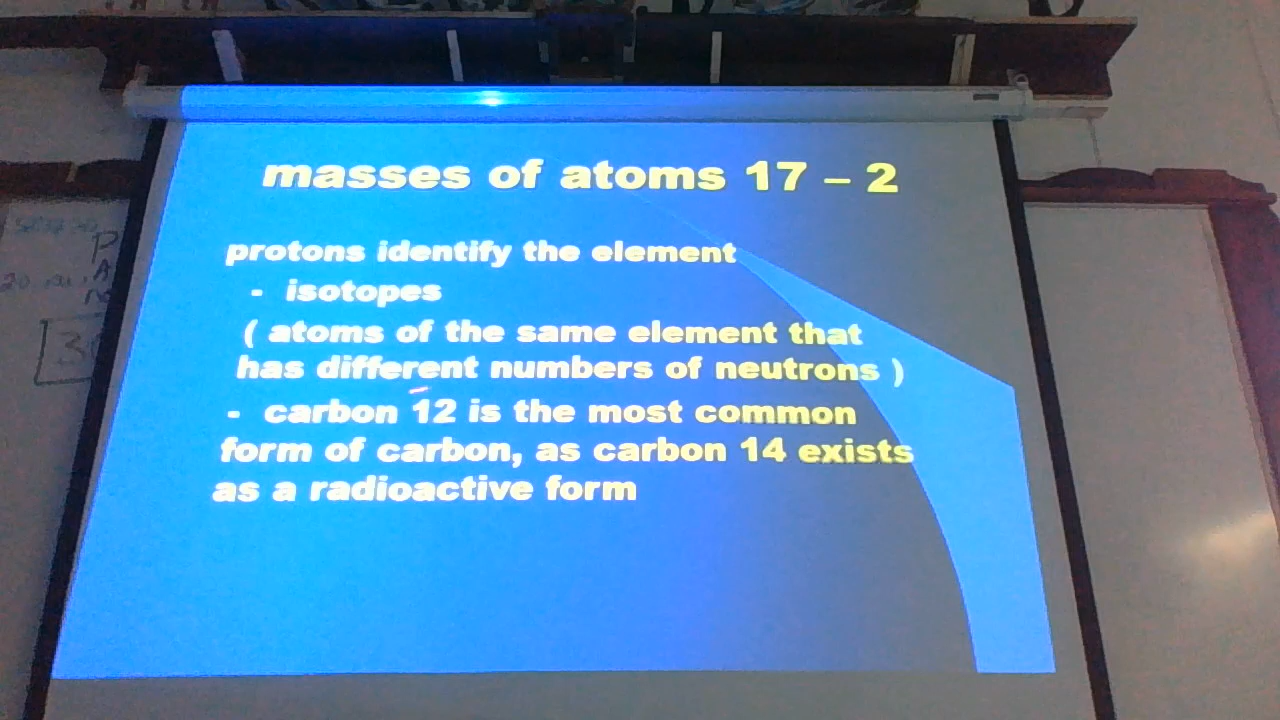 masses of atoms 17 – 2
protons identify the element
- isotopes
( atoms of the same element that
has different numbers of neutrons )
- carbon 12 is the most common
form of carbon, as carbon 14 exists
as a radioactive form